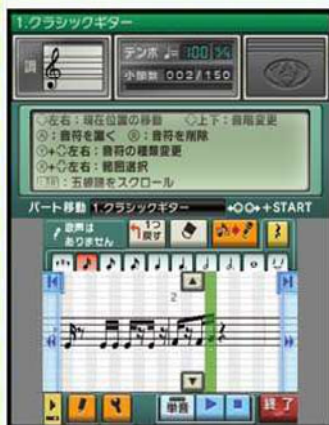 1.クラシックギター
調 テンポ ♩= 100
小節数 002/150
◇左右:現在位置の移動 ◇上下:音階変更
Ⓐ:音符を置く Ⓑ:音符を削除
Ⓨ+◇左右:音符の種類変更
Ⓧ+◇左右:範囲選択
:五線譜をスクロール
パート移動 1.クラシックギター +START
歌声は
ありません
1つ
戻す
2
単音
終了